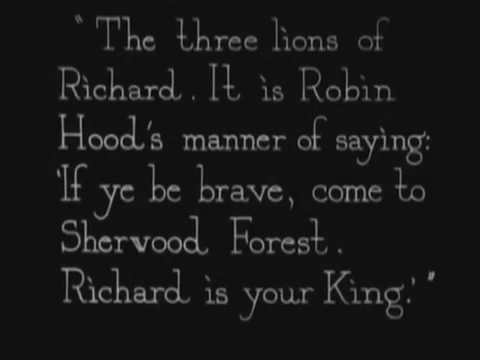 "The three lions of
Richard. It is Robin
Hood's manner of saying:
'If ye be brave, come to
Sherwood Forest.
Richard is your King.'"